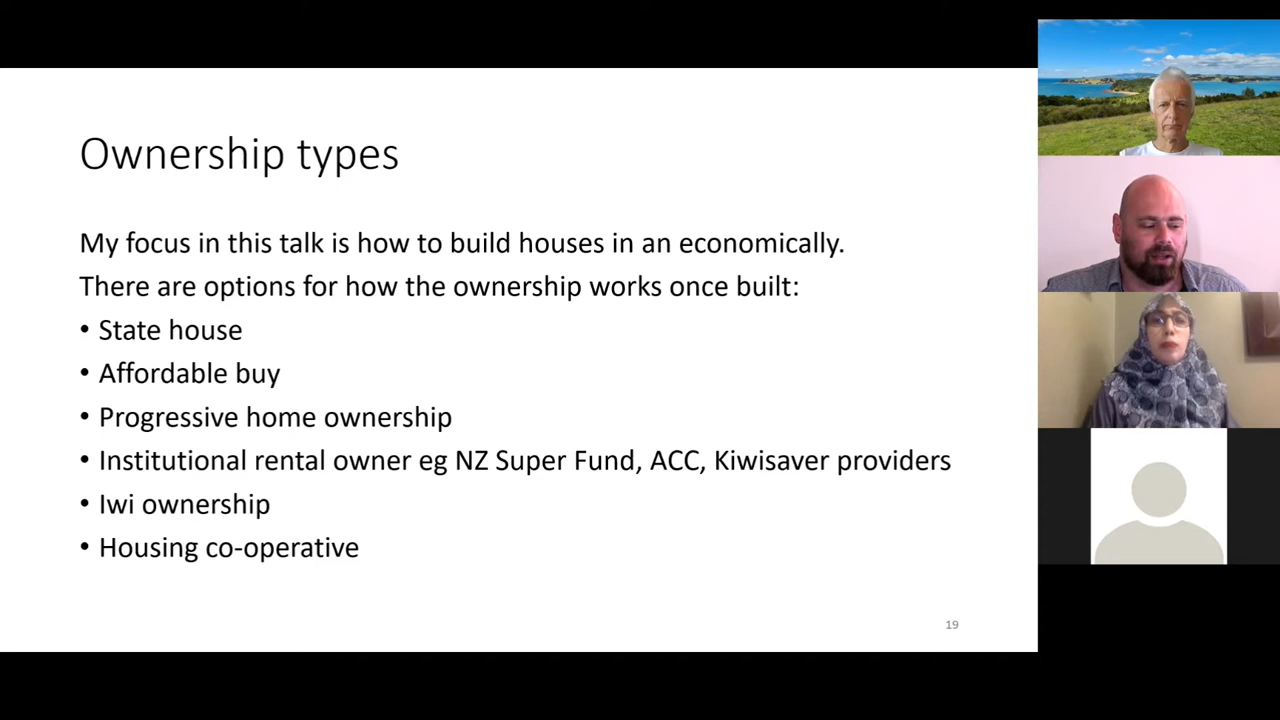 Ownership types
My focus in this talk is how to build houses in an economically.
There are options for how the ownership works once built:
• State house
• Affordable buy
• Progressive home ownership
• Institutional rental owner eg NZ Super Fund, ACC, Kiwisaver providers
• Iwi ownership
• Housing co-operative
19